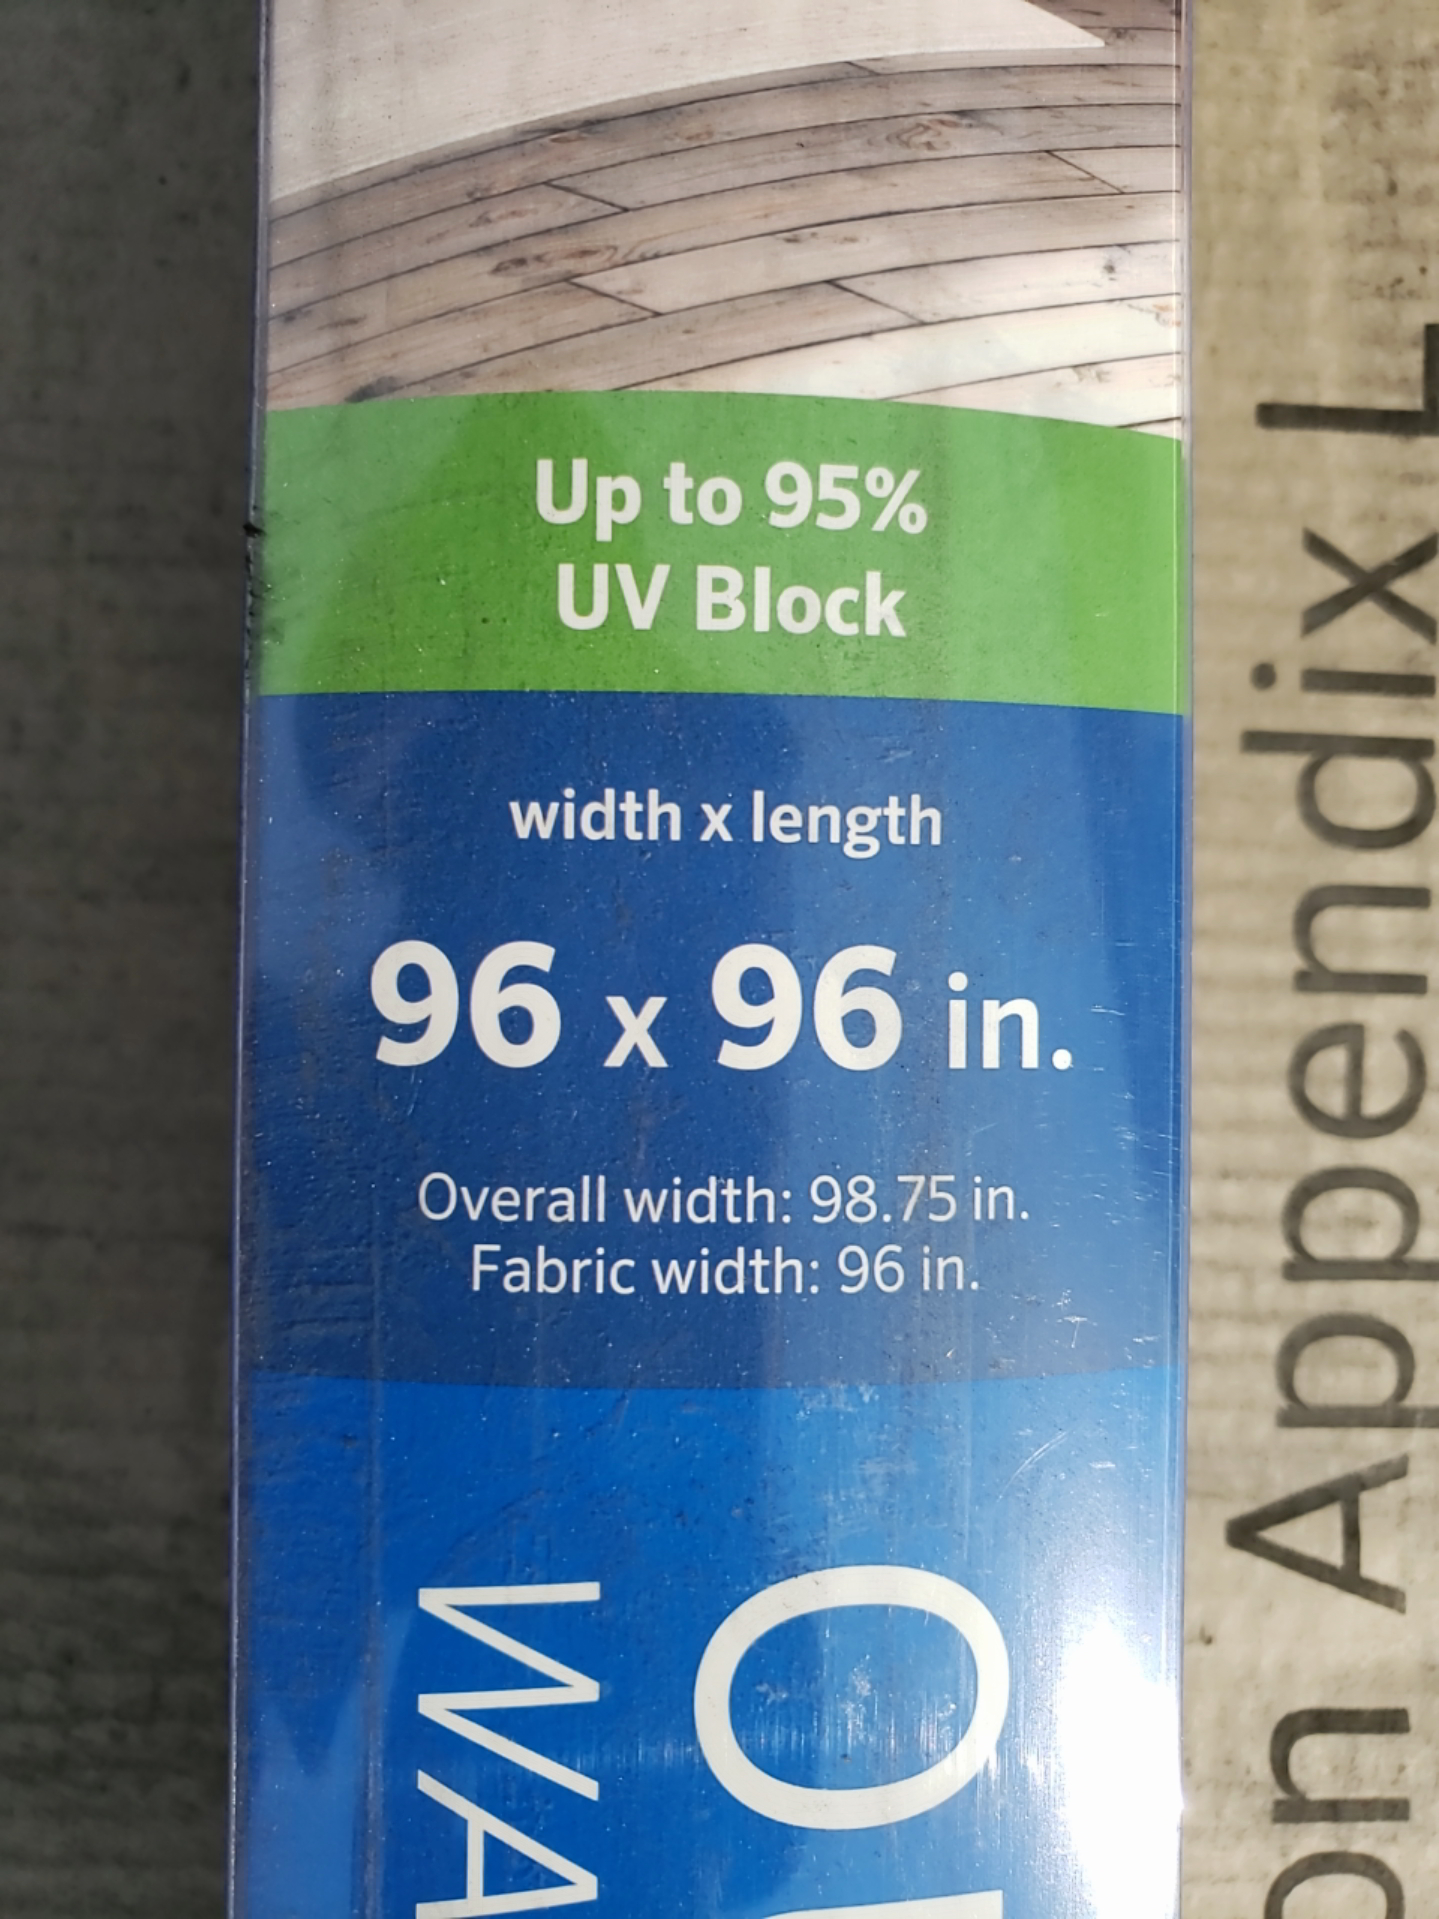 Up to 95%
UV Block
width x length
96 x 96 in.
Overall width: 98.75 in.
Fabric width: 96 in.
WA
on Appendix L